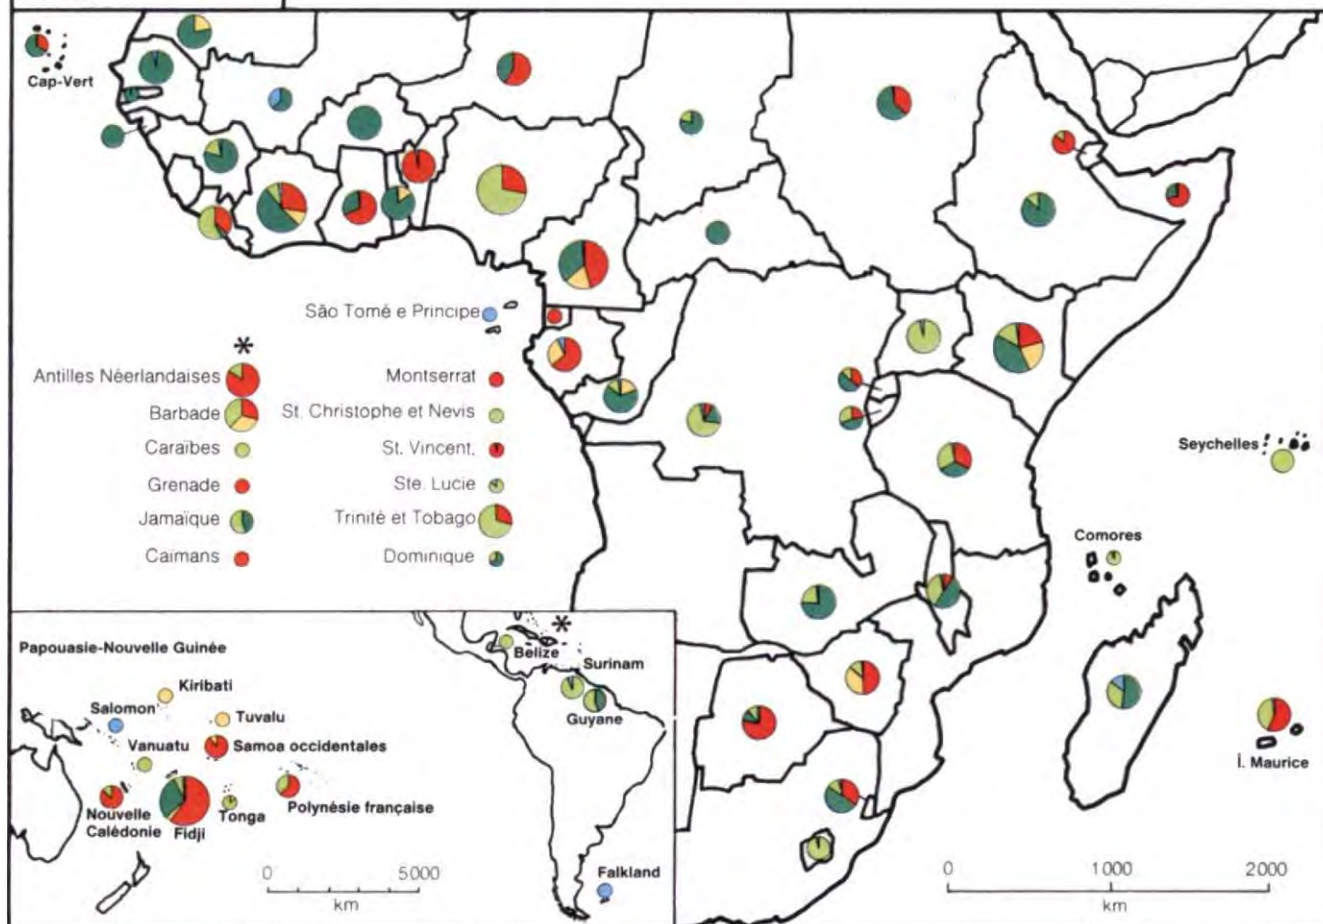 Cap-Vert
São Tomé e Principe
*
Antilles Néerlandaises
Barbade
Caraïbes
Grenade
Jamaïque
Caimans
Montserrat
St. Christophe et Nevis
St. Vincent.
Ste. Lucie
Trinité et Tobago
Dominique
Seychelles
Comores
Î. Maurice
Papouasie-Nouvelle Guinée
Kiribati
Salomon
Tuvalu
Vanuatu
Samoa occidentales
Nouvelle
Calédonie
Fidji
Tonga
Polynésie française
0 5000
km
*
Belize
Surinam
Guyane
Falkland
0 1000 2000
km